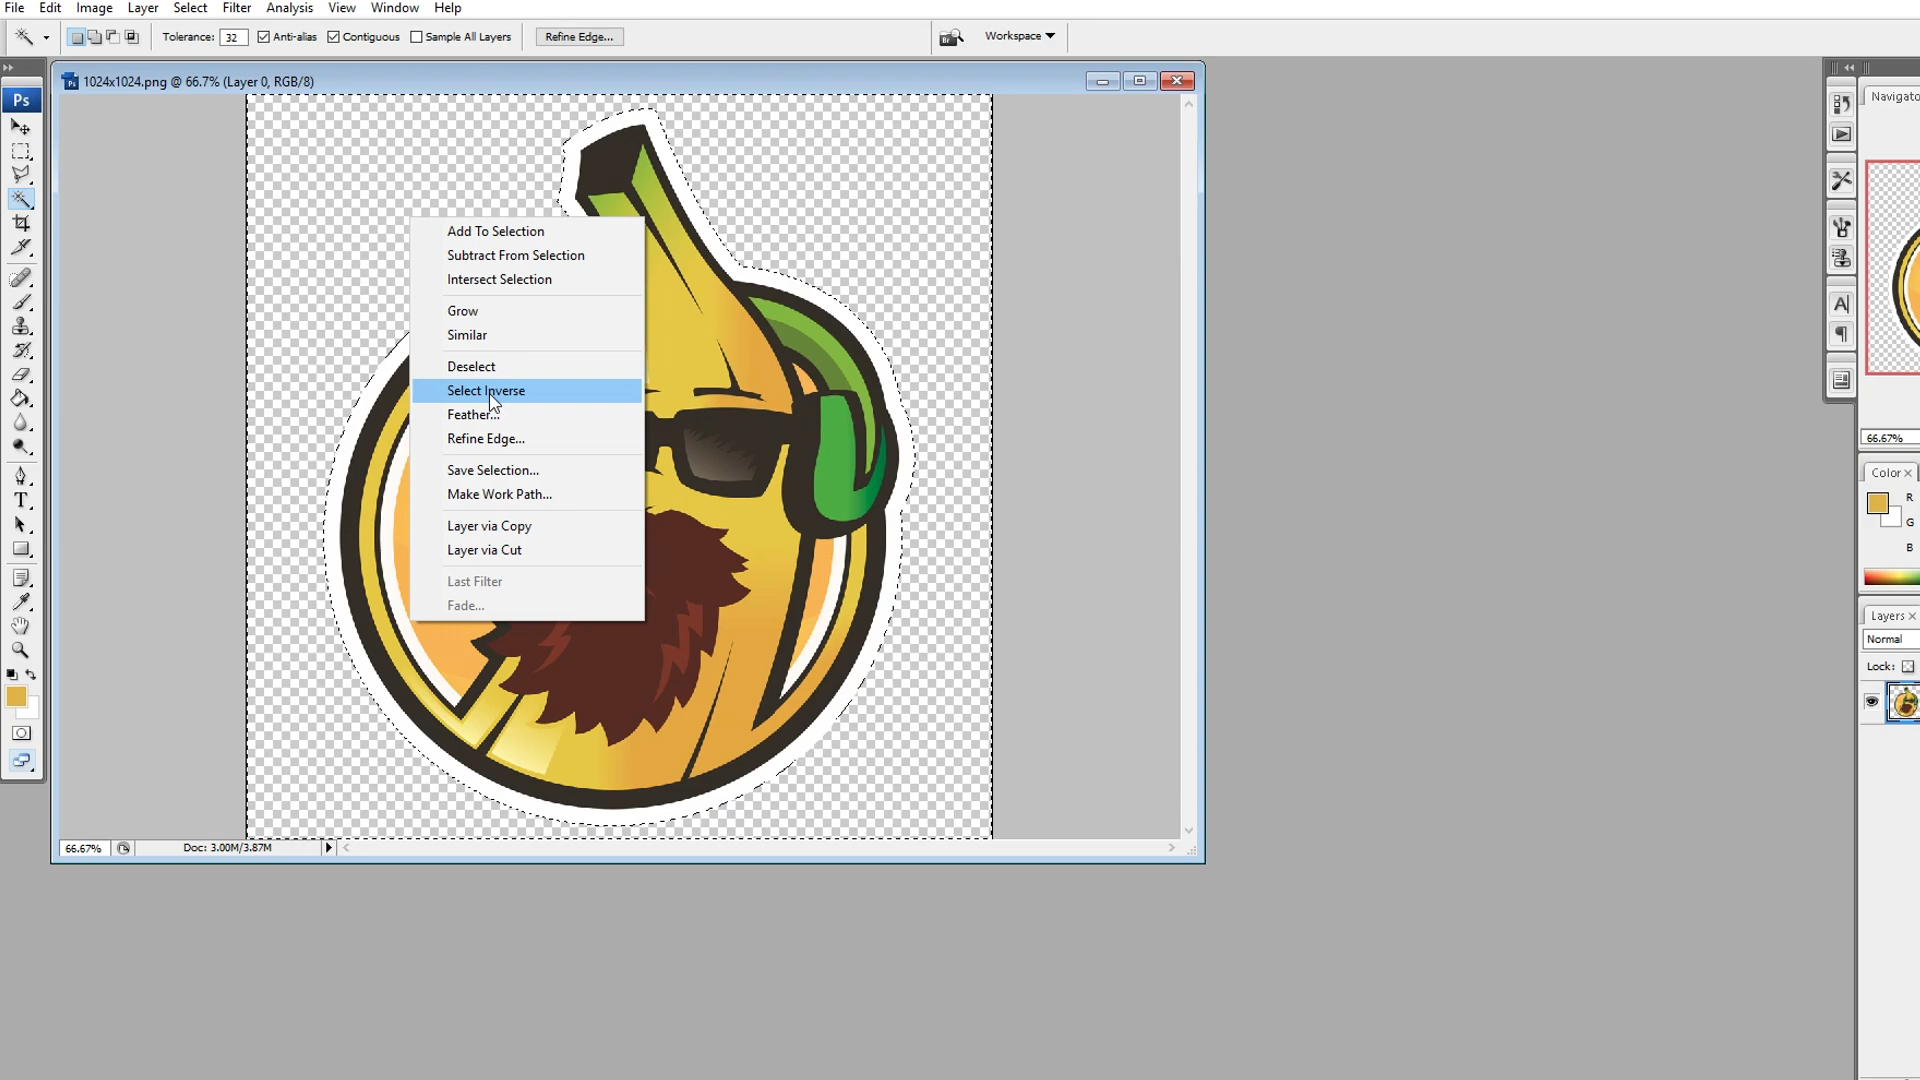 File Edit Image Layer Select Filter Analysis View Window Help
Tolerance: 32 Anti-alias Contiguous Sample All Layers Refine Edge... Br Workspace
Ps 1024x1024.png @ 66.7% (Layer 0, RGB/8)
Ps
Navigato
Add To Selection
Subtract From Selection
Intersect Selection
Grow
Similar
Deselect
Select Inverse
Feather...
Refine Edge...
Save Selection...
Make Work Path...
Layer via Copy
Layer via Cut
Last Filter
Fade...
T
A
66.67%
Color
R
G
B
Layers
Normal
Lock:
66.67% Doc: 3.00M/3.87M